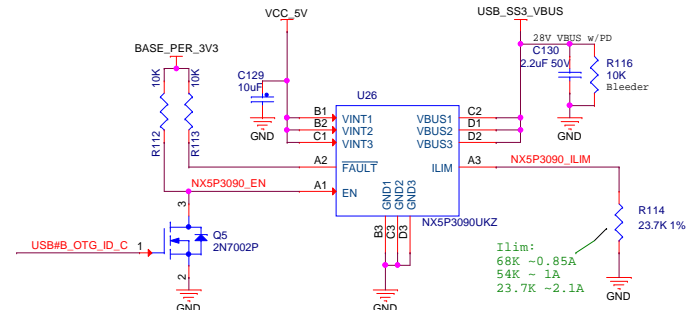 VCC_5V
USB_SS3_VBUS
28V VBUS w/PD
BASE_PER_3V3
C130
2.2uF 50V
R116
10K
Bleeder
C129
10uF
GND
GND
GND
10K
10K
R112
R113
U26
B1
B2
C1
VINT1
VINT2
VINT3
VBUS1
VBUS2
VBUS3
C2
D1
D2
A2
FAULT
ILIM
A3
NX5P3090_ILIM
NX5P3090_EN
A1
EN
GND1
GND2
GND3
NX5P3090UKZ
B3
C3
D3
R114
23.7K 1%
3
Q5
2N7002P
USB#B_OTG_ID_C
1
2
Ilim:
68K ~0.85A
54K ~ 1A
23.7K ~2.1A
GND
GND
GND